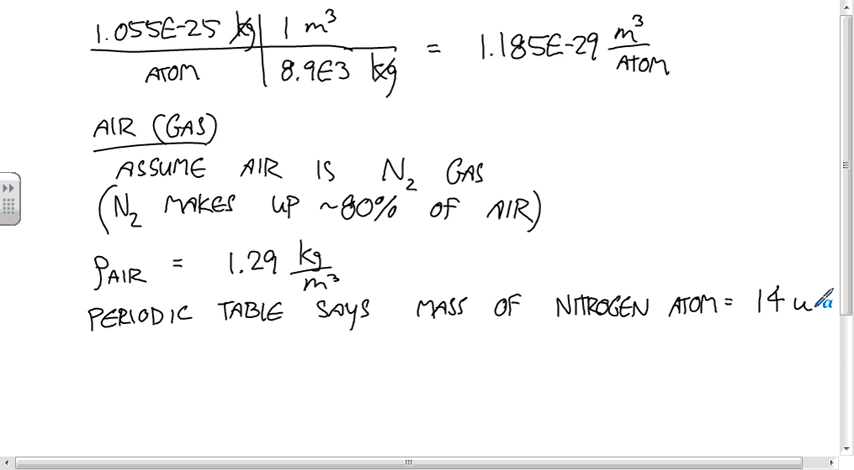 1.055E-25 kg | 1 m³
ATOM | 8.9E3 kg = 1.185E-29 m³/ATOM
AIR (GAS)
ASSUME AIR IS N₂ GAS
(N₂ MAKES UP ~80% OF AIR)
ρAIR = 1.29 kg/m³
PERIODIC TABLE SAYS MASS OF NITROGEN ATOM = 14 u